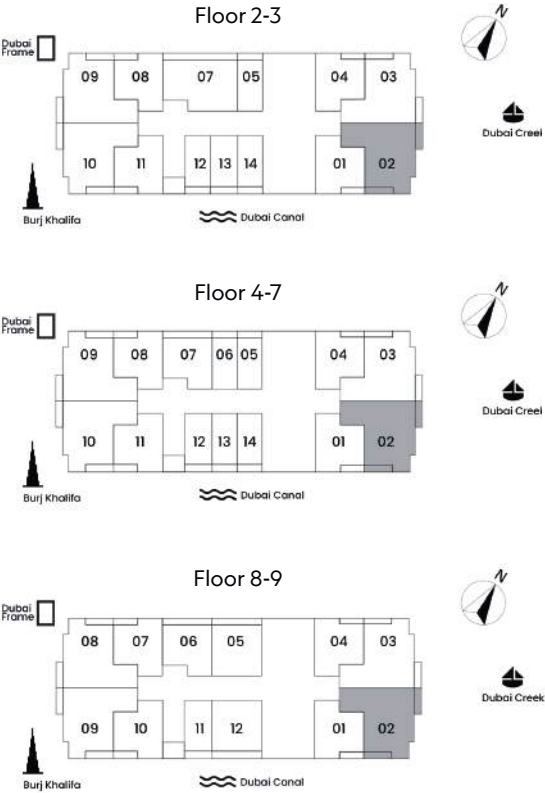 Floor 2-3
N
Dubai
Frame
09 08 07 05 04 03
Dubai Creel
10 11 12 13 14 01 02
Burj Khalifa
Dubai Canal
Floor 4-7
N
Dubai
Frame
09 08 07 06 05 04 03
Dubai Creel
10 11 12 13 14 01 02
Burj Khalifa
Dubai Canal
Floor 8-9
N
Dubai
Frame
08 07 06 05 04 03
Dubai Creek
09 10 11 12 01 02
Burj Khalifa
Dubai Canal